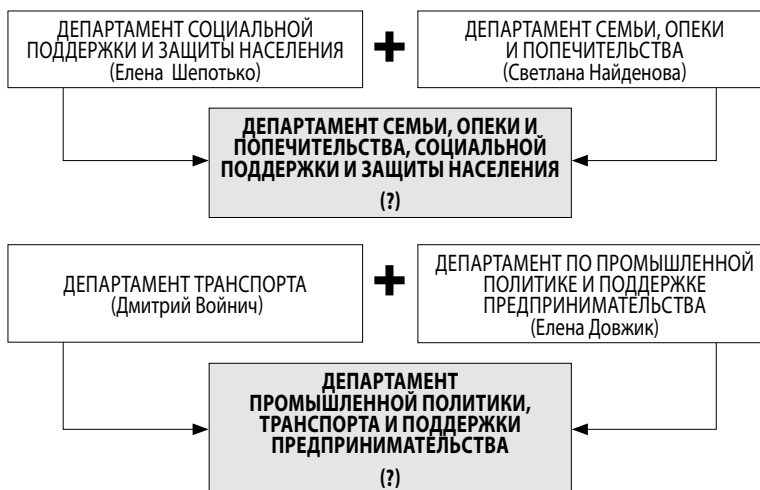 ДЕПАРТАМЕНТ СОЦИАЛЬНОЙ
ПОДДЕРЖКИ И ЗАЩИТЫ НАСЕЛЕНИЯ
(Елена Шепотько)
+
ДЕПАРТАМЕНТ СЕМЬИ, ОПЕКИ
И ПОПЕЧИТЕЛЬСТВА
(Светлана Найденова)
ДЕПАРТАМЕНТ СЕМЬИ, ОПЕКИ И
ПОПЕЧИТЕЛЬСТВА, СОЦИАЛЬНОЙ
ПОДДЕРЖКИ И ЗАЩИТЫ НАСЕЛЕНИЯ
(?)
ДЕПАРТАМЕНТ ТРАНСПОРТА
(Дмитрий Войнич)
+
ДЕПАРТАМЕНТ ПО ПРОМЫШЛЕННОЙ
ПОЛИТИКЕ И ПОДДЕРЖКЕ
ПРЕДПРИНИМАТЕЛЬСТВА
(Елена Довжик)
ДЕПАРТАМЕНТ
ПРОМЫШЛЕННОЙ ПОЛИТИКИ,
ТРАНСПОРТА И ПОДДЕРЖКИ
ПРЕДПРИНИМАТЕЛЬСТВА
(?)